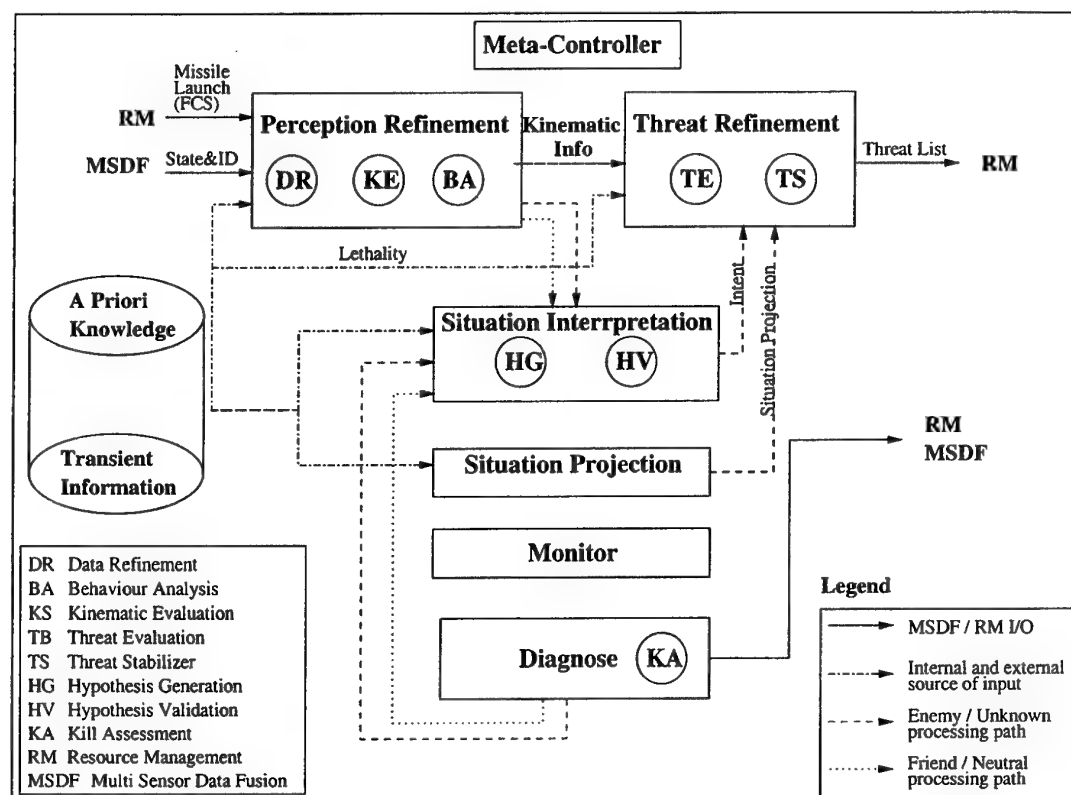 Meta-Controller
Missile
Launch
(FCS)
RM
Perception Refinement
Kinematic
Info
Threat Refinement
MSDF
State&ID
DR
KE
BA
TE
TS
Threat List
RM
Lethality
A Priori
Knowledge
Situation Interrpretation
HG
HV
Intent
Situation Projection
RM
MSDF
Transient
Information
Situation Projection
Monitor
Diagnose
KA
DR Data Refinement
BA Behaviour Analysis
KS Kinematic Evaluation
TB Threat Evaluation
TS Threat Stabilizer
HG Hypothesis Generation
HV Hypothesis Validation
KA Kill Assessment
RM Resource Management
MSDF Multi Sensor Data Fusion
Legend
MSDF / RM I/O
Internal and external
source of input
Enemy / Unknown
processing path
Friend / Neutral
processing path